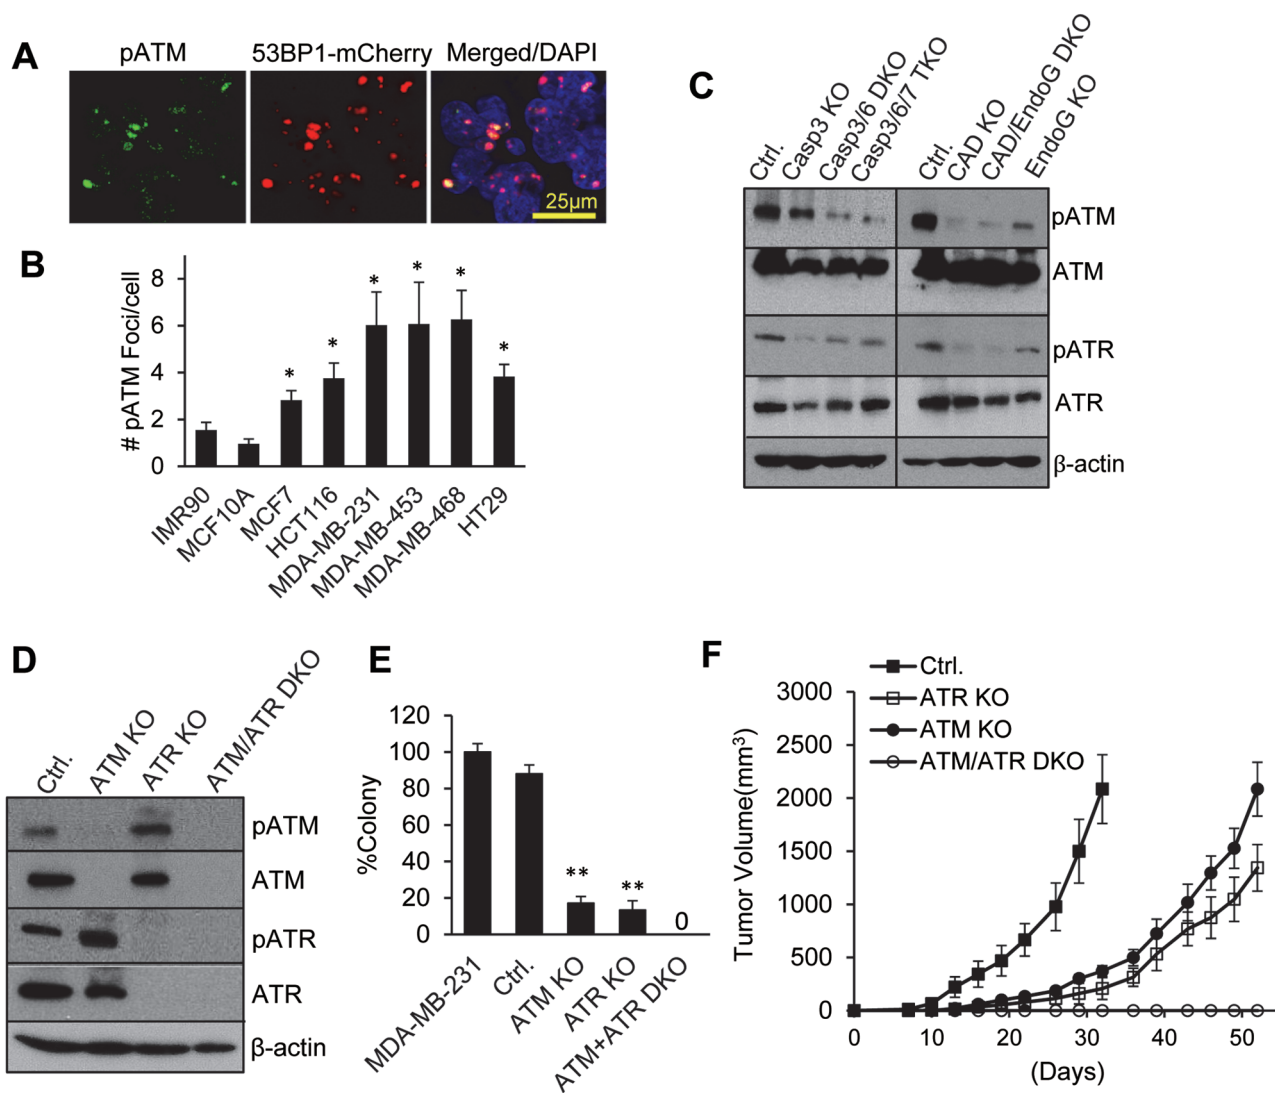 A
pATM
53BP1-mCherry
Merged/DAPI
25µm
B
# pATM Foci/cell
8
6
4
2
0
*
*
*
*
*
*
IMR90
MCF10A
MCF7
HCT116
MDA-MB-231
MDA-MB-453
MDA-MB-468
HT29
C
Ctrl.
Casp3 KO
Casp3/6 DKO
Casp3/6/7 TKO
Ctrl.
CAD KO
CAD/EndoG DKO
EndoG KO
pATM
ATM
pATR
ATR
β-actin
D
Ctrl.
ATM KO
ATR KO
ATM/ATR DKO
pATM
ATM
pATR
ATR
β-actin
E
%Colony
120
100
80
60
40
20
0
**
**
0
MDA-MB-231
Ctrl.
ATM KO
ATR KO
ATM+ATR DKO
F
Ctrl.
ATR KO
ATM KO
ATM/ATR DKO
Tumor Volume(mm³)
3000
2500
2000
1500
1000
500
0
0
10
20
30
40
50
(Days)